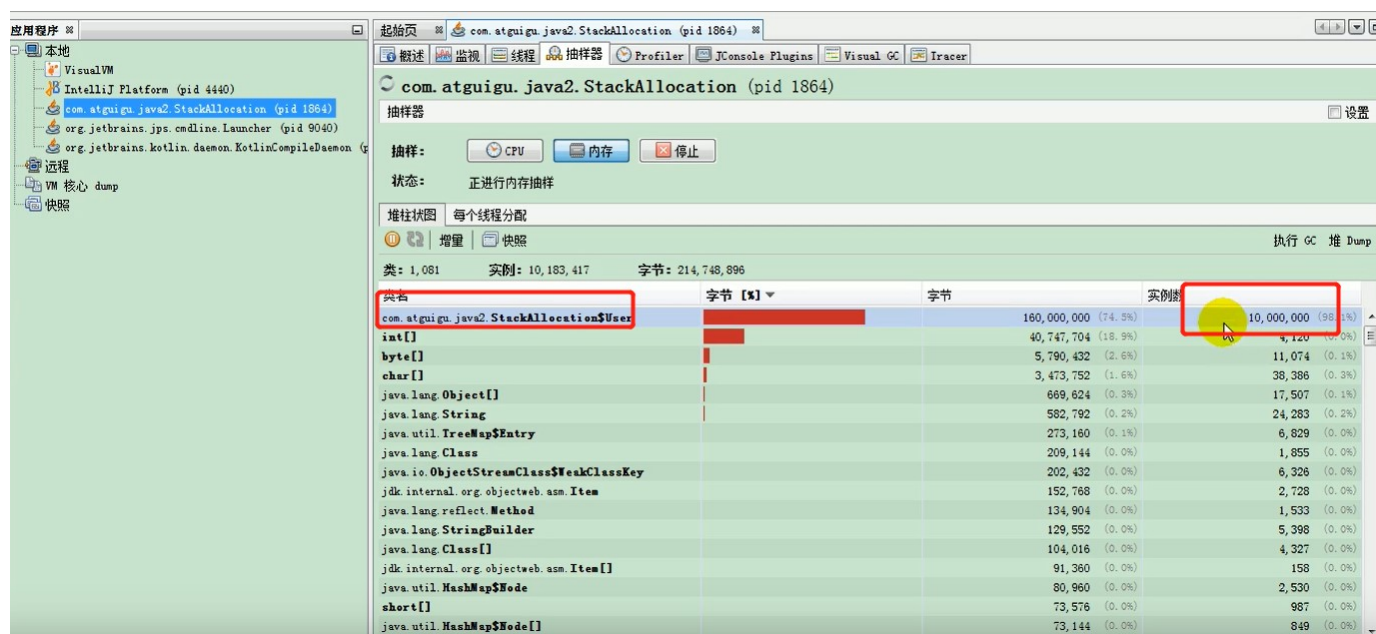 应用程序
本地
VisualVM
IntelliJ Platform (pid 4440)
com.atguigu.java2.StackAllocation (pid 1864)
org.jetbrains.jps.cmdline.Launcher (pid 9040)
org.jetbrains.kotlin.daemon.KotlinCompileDaemon (p
远程
VM 核心 dump
快照
起始页 com.atguigu.java2.StackAllocation (pid 1864)
概述 监视 线程 抽样器 Profiler JConsole Plugins Visual GC Tracer
com.atguigu.java2.StackAllocation (pid 1864)
抽样器 设置
抽样: CPU 内存 停止
状态: 正进行内存抽样
堆柱状图 每个线程分配
增量 快照 执行 GC 堆 Dump
类: 1,081 实例: 10,183,417 字节: 214,748,896
类名 字节 [%] 字节 实例数
com.atguigu.java2.StackAllocation$User 160,000,000 (74.5%) 10,000,000 (98.1%)
int[] 40,747,704 (18.9%) 4,120 (0.0%)
byte[] 5,790,432 (2.6%) 11,074 (0.1%)
char[] 3,473,752 (1.6%) 38,386 (0.3%)
java.lang.Object[] 669,624 (0.3%) 17,507 (0.1%)
java.lang.String 582,792 (0.2%) 24,283 (0.2%)
java.util.TreeMap$Entry 273,160 (0.1%) 6,829 (0.0%)
java.lang.Class 209,144 (0.0%) 1,855 (0.0%)
java.io.ObjectStreamClass$WeakClassKey 202,432 (0.0%) 6,326 (0.0%)
jdk.internal.org.objectweb.asm.Item 152,768 (0.0%) 2,728 (0.0%)
java.lang.reflect.Method 134,904 (0.0%) 1,533 (0.0%)
java.lang.StringBuilder 129,552 (0.0%) 5,398 (0.0%)
java.lang.Class[] 104,016 (0.0%) 4,327 (0.0%)
jdk.internal.org.objectweb.asm.Item[] 91,360 (0.0%) 158 (0.0%)
java.util.HashMap$Node 80,960 (0.0%) 2,530 (0.0%)
short[] 73,576 (0.0%) 987 (0.0%)
java.util.HashMap$Node[] 73,144 (0.0%) 849 (0.0%)